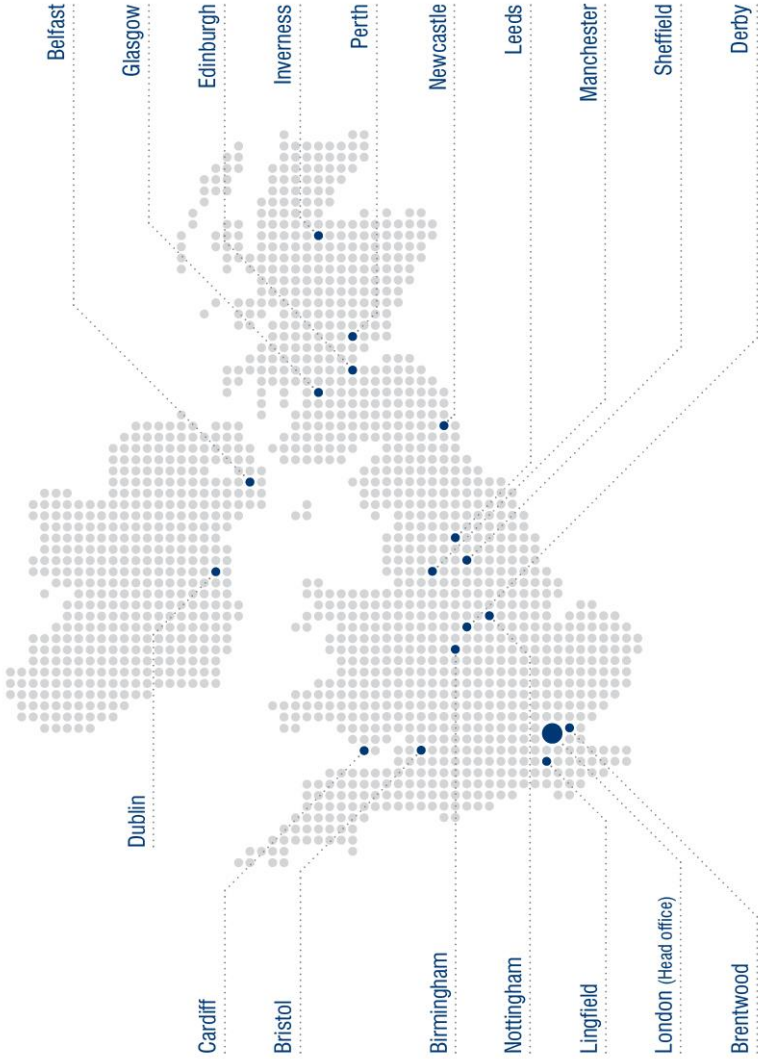 Belfast
Glasgow
Edinburgh
Inverness
Perth
Newcastle
Leeds
Manchester
Sheffield
Derby
Dublin
Cardiff
Bristol
Birmingham
Nottingham
Lingfield
London (Head office)
Brentwood